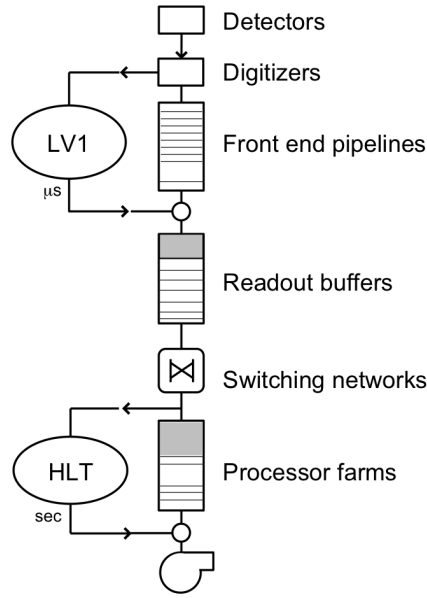 Detectors
Digitizers
LV1
Front end pipelines
μs
Readout buffers
Switching networks
HLT
Processor farms
sec